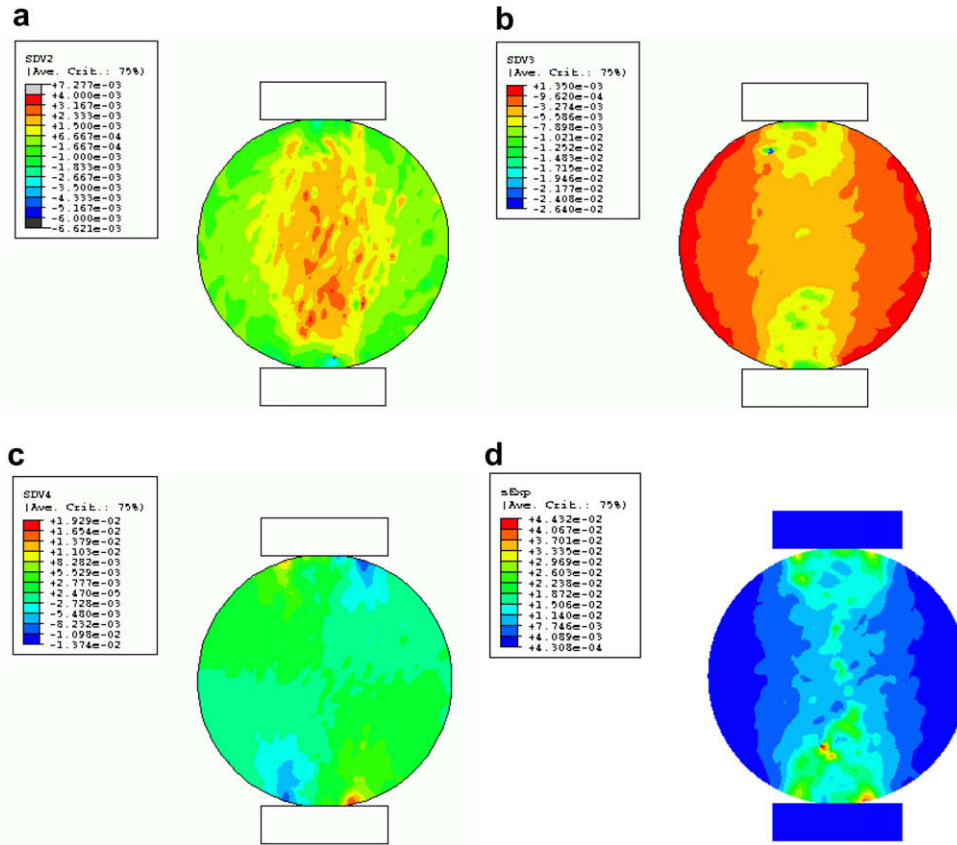 a
SDV2
(Ave. Crit.: 75%)
+7.277e-03
+4.000e-03
+3.167e-03
+2.333e-03
+1.500e-03
+6.667e-04
-1.667e-04
-1.000e-03
-1.833e-03
-2.667e-03
-3.500e-03
-4.333e-03
-5.167e-03
-6.000e-03
-6.621e-03
b
SDV3
(Ave. Crit.: 75%)
+1.350e-03
-9.620e-04
-3.274e-03
-5.586e-03
-7.898e-03
-1.021e-02
-1.252e-02
-1.483e-02
-1.715e-02
-1.946e-02
-2.177e-02
-2.408e-02
-2.640e-02
c
SDV4
(Ave. Crit.: 75%)
+1.929e-02
+1.654e-02
+1.379e-02
+1.103e-02
+8.282e-03
+5.529e-03
+2.777e-03
+2.470e-05
-2.728e-03
-5.480e-03
-8.232e-03
-1.098e-02
-1.374e-02
d
sExp
(Ave. Crit.: 75%)
+4.432e-02
+4.067e-02
+3.701e-02
+3.335e-02
+2.969e-02
+2.603e-02
+2.238e-02
+1.872e-02
+1.506e-02
+1.140e-02
+7.746e-03
+4.089e-03
+4.308e-04